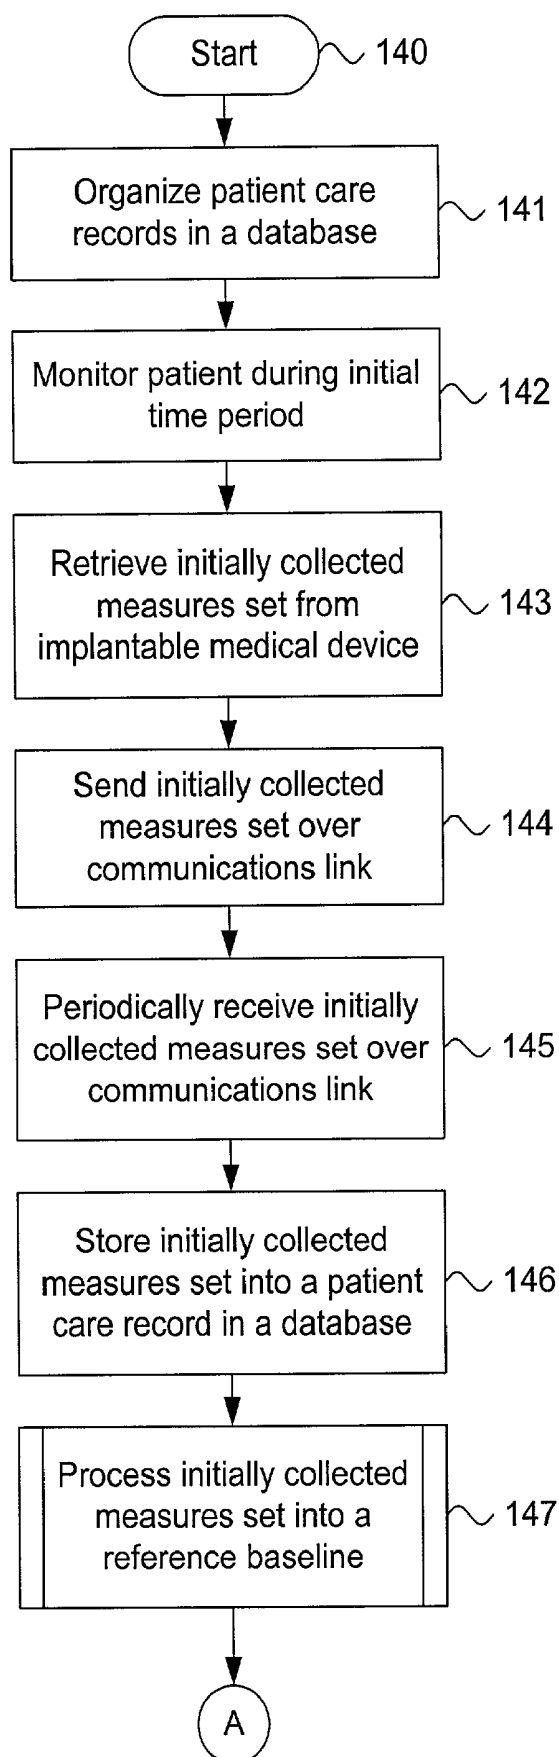 Start
140
Organize patient care
records in a database
141
Monitor patient during initial
time period
142
Retrieve initially collected
measures set from
implantable medical device
143
Send initially collected
measures set over
communications link
144
Periodically receive initially
collected measures set over
communications link
145
Store initially collected
measures set into a patient
care record in a database
146
Process initially collected
measures set into a
reference baseline
147
A